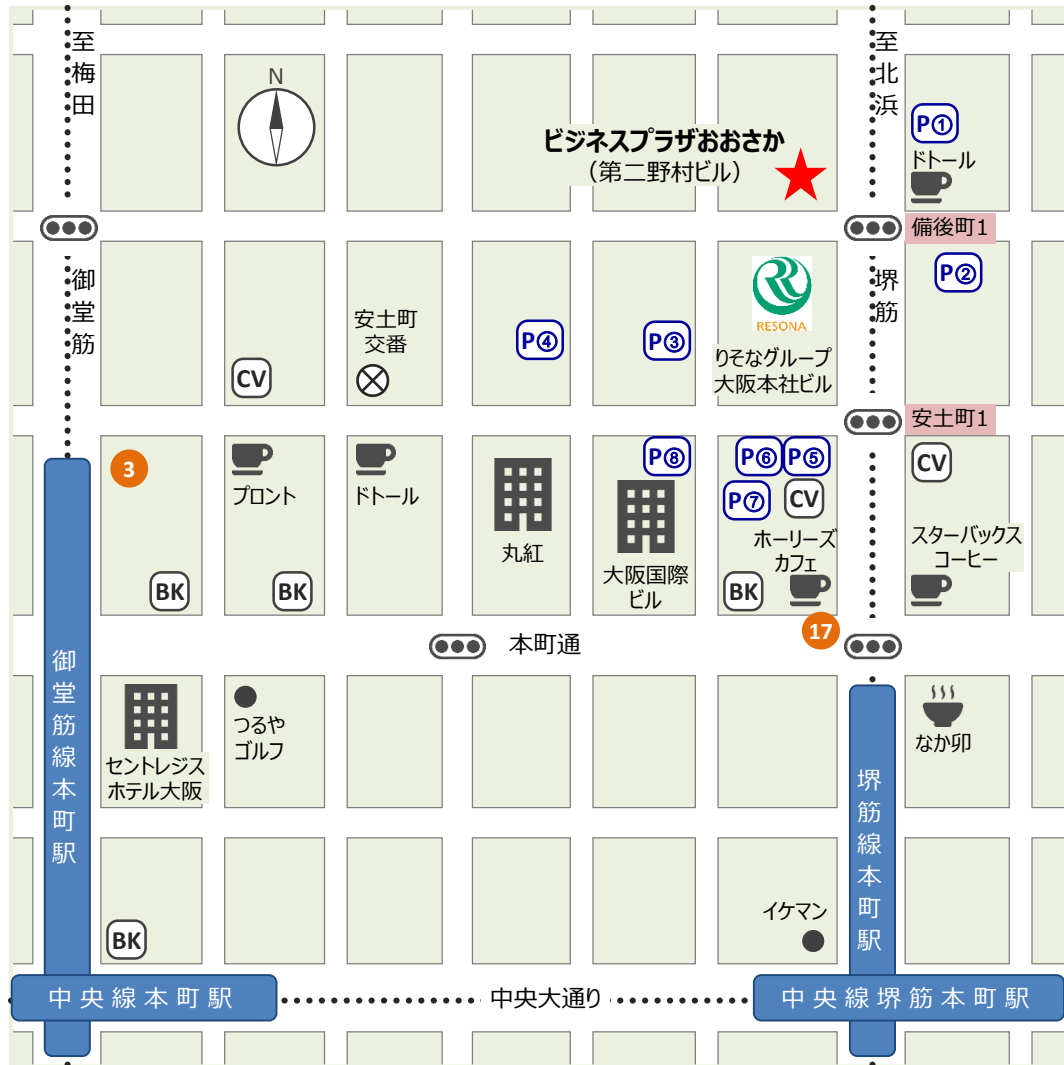 至梅田
至北浜
N
P①
ビジネスプラザおおさか
(第二野村ビル)
ドトール
備後町1
御堂筋
堺筋
P②
RESONA
安土町
交番
P④
P③
りそなグループ
大阪本社ビル
CV
安土町1
3
プロント
ドトール
丸紅
P⑧
大阪国際
ビル
P⑥
P⑤
P⑦
CV
ホーリーズ
カフェ
CV
スターバックス
コーヒー
BK
BK
BK
17
本町通
御堂筋線本町駅
セントレジス
ホテル大阪
つるや
ゴルフ
なか卯
堺筋線本町駅
イケマン
BK
中央線本町駅
中央大通り
中央線堺筋本町駅